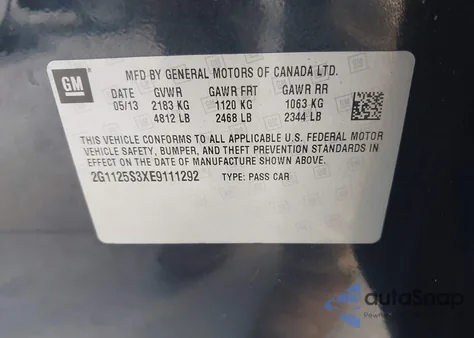 GM
MFD BY GENERAL MOTORS OF CANADA LTD.
DATE GVWR GAWR FRT GAWR RR
05/13 2183 KG 1120 KG 1063 KG
4812 LB 2468 LB 2344 LB
THIS VEHICLE CONFORMS TO ALL APPLICABLE U.S. FEDERAL MOTOR
VEHICLE SAFETY, BUMPER, AND THEFT PREVENTION STANDARDS IN
EFFECT ON THE DATE OF MANUFACTURE SHOWN ABOVE.
2G1125S3XE9111292 TYPE: PASS CAR
autoSnap